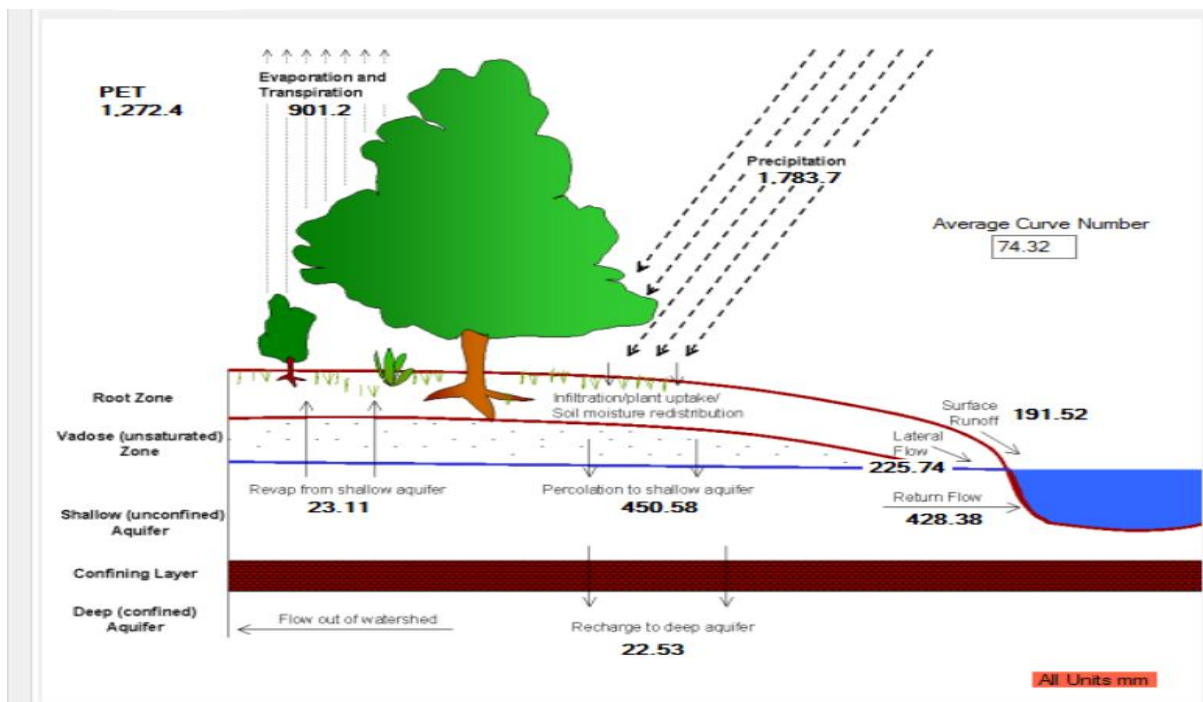 PET
1,272.4
Evaporation and
Transpiration
901.2
Precipitation
1,783.7
Average Curve Number
74.32
Root Zone
Infiltration/plant uptake/
Soil moisture redistribution
Surface
Runoff
191.52
Vadose (unsaturated)
Zone
Lateral
Flow
225.74
Revap from shallow aquifer
23.11
Percolation to shallow aquifer
450.58
Return Flow
428.38
Shallow (unconfined)
Aquifer
Confining Layer
Deep (confined)
Aquifer
Flow out of watershed
Recharge to deep aquifer
22.53
All Units mm